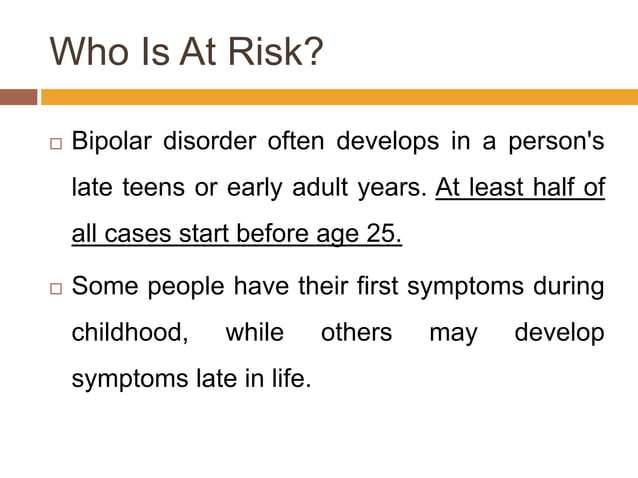 Who Is At Risk?
Bipolar disorder often develops in a person's
late teens or early adult years. At least half of
all cases start before age 25.
Some people have their first symptoms during
childhood, while others may develop
symptoms late in life.